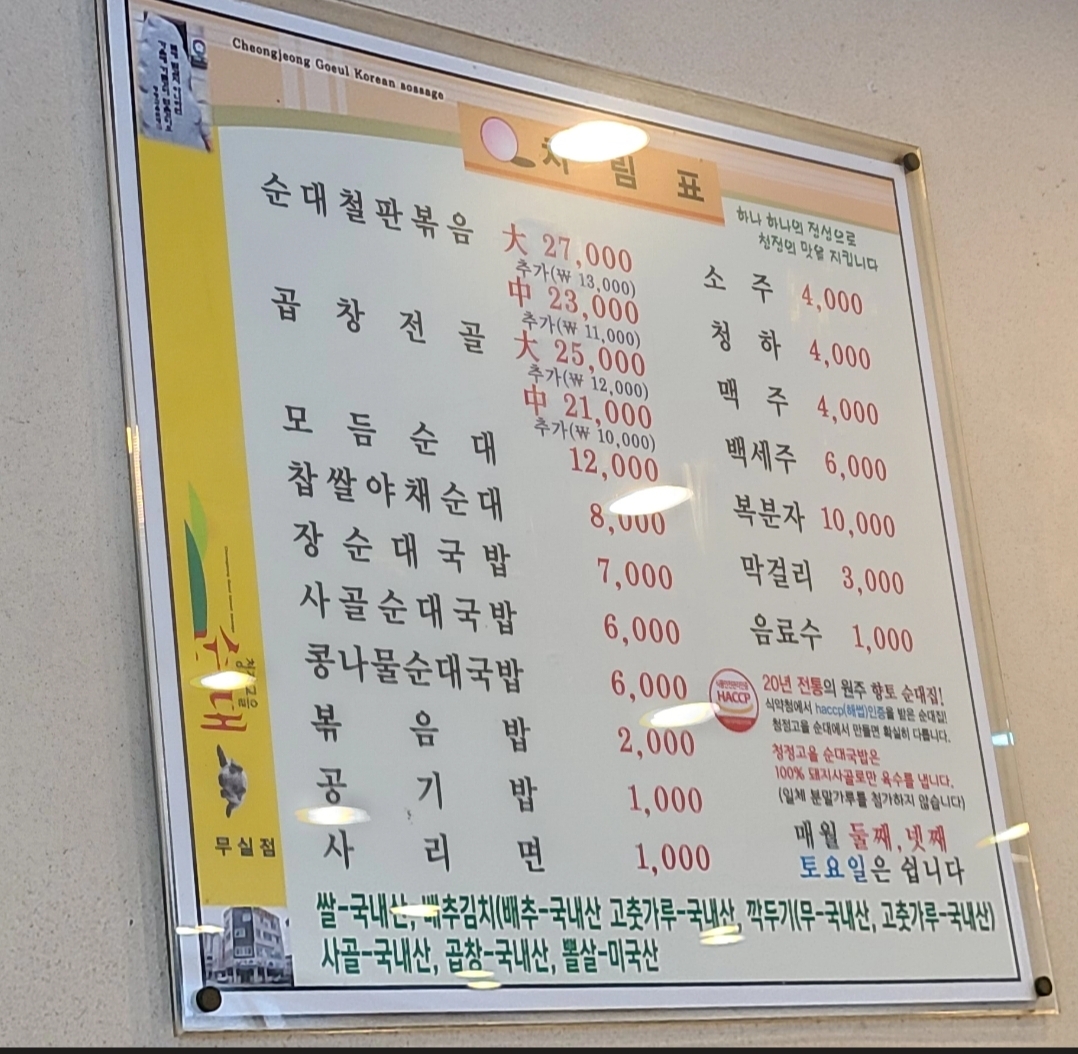 Cheongjeong Goeul Korean sossage
차 림 표
하나 하나의 정성으로
청정의 맛을 지킵니다
순대철판볶음 大 27,000
추가(₩ 13,000)
中 23,000
추가(₩ 11,000)
곱 창 전 골 大 25,000
추가(₩ 12,000)
中 21,000
추가(₩ 10,000)
모 듬 순 대 12,000
찹쌀야채순대 8,000
장 순 대 국 밥 7,000
사골순대국밥 6,000
콩나물순대국밥 6,000
볶 음 밥 2,000
공 기 밥 1,000
사 리 면 1,000
소 주 4,000
청 하 4,000
맥 주 4,000
백세주 6,000
복분자 10,000
막걸리 3,000
음료수 1,000
HACCP
20년 전통의 원주 향토 순대집!
식약청에서 haccp(해썹)인증을 받은 순대집!
청정고을 순대에서 만들면 확실히 다릅니다.
청정고을 순대국밥은
100% 돼지사골로만 육수를 냅니다.
(일체 분말가루를 첨가하지 않습니다)
매월 둘째,넷째
토요일은 쉽니다
청정고을
순대
무실점
쌀-국내산, 배추김치(배추-국내산 고춧가루-국내산, 깍두기(무-국내산, 고춧가루-국내산)
사골-국내산, 곱창-국내산, 뽈살-미국산